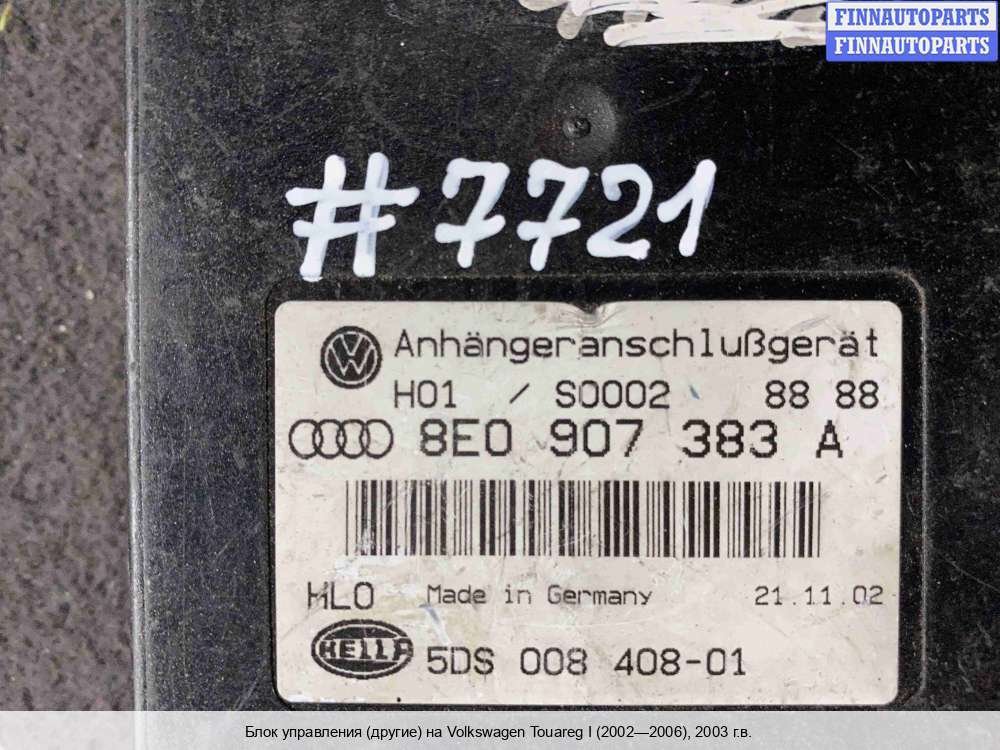 FINNAUTOPARTS
FINNAUTOPARTS
#7721
Anhängeranschlußgerät
H01 / S0002 88 88
8E0 907 383 A
HLO Made in Germany 21.11.02
HELLA 5DS 008 408-01
Блок управления (другие) на Volkswagen Touareg I (2002—2006), 2003 г.в.